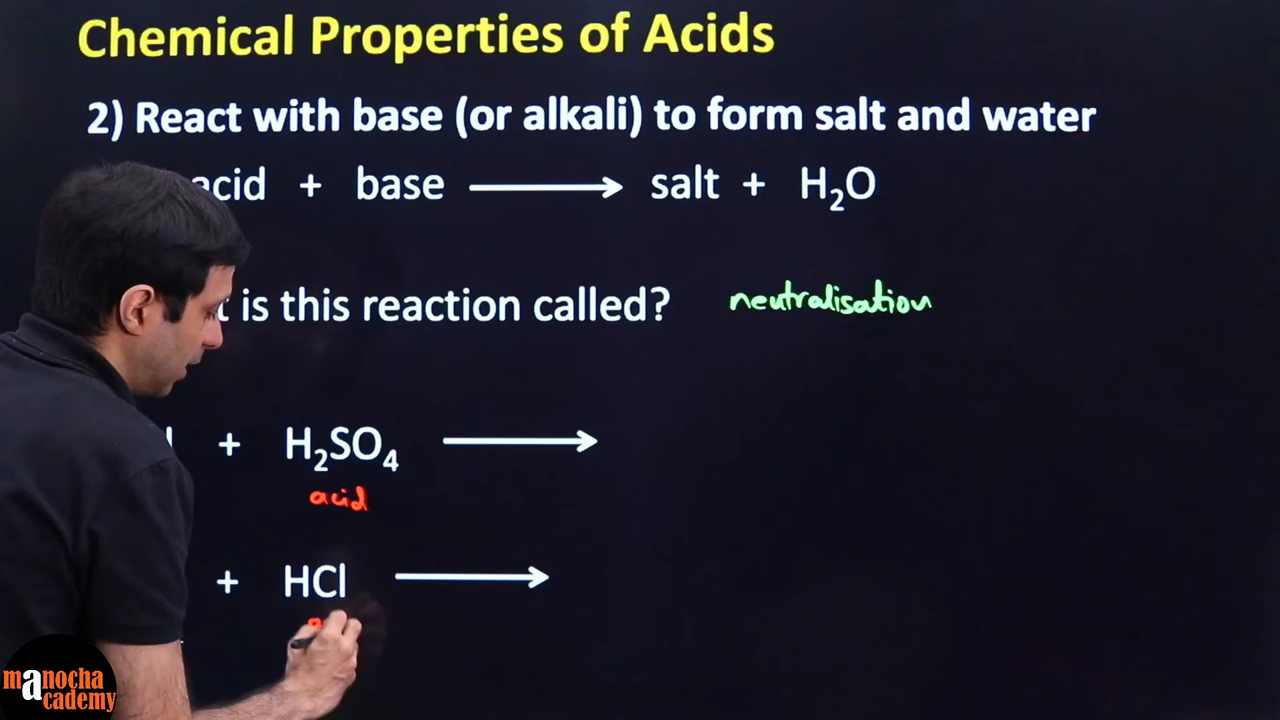 Chemical Properties of Acids
2) React with base (or alkali) to form salt and water
acid + base ⟶ salt + H₂O
is this reaction called? neutralisation
+ H₂SO₄ ⟶
acid
+ HCl ⟶
manocha
cademy